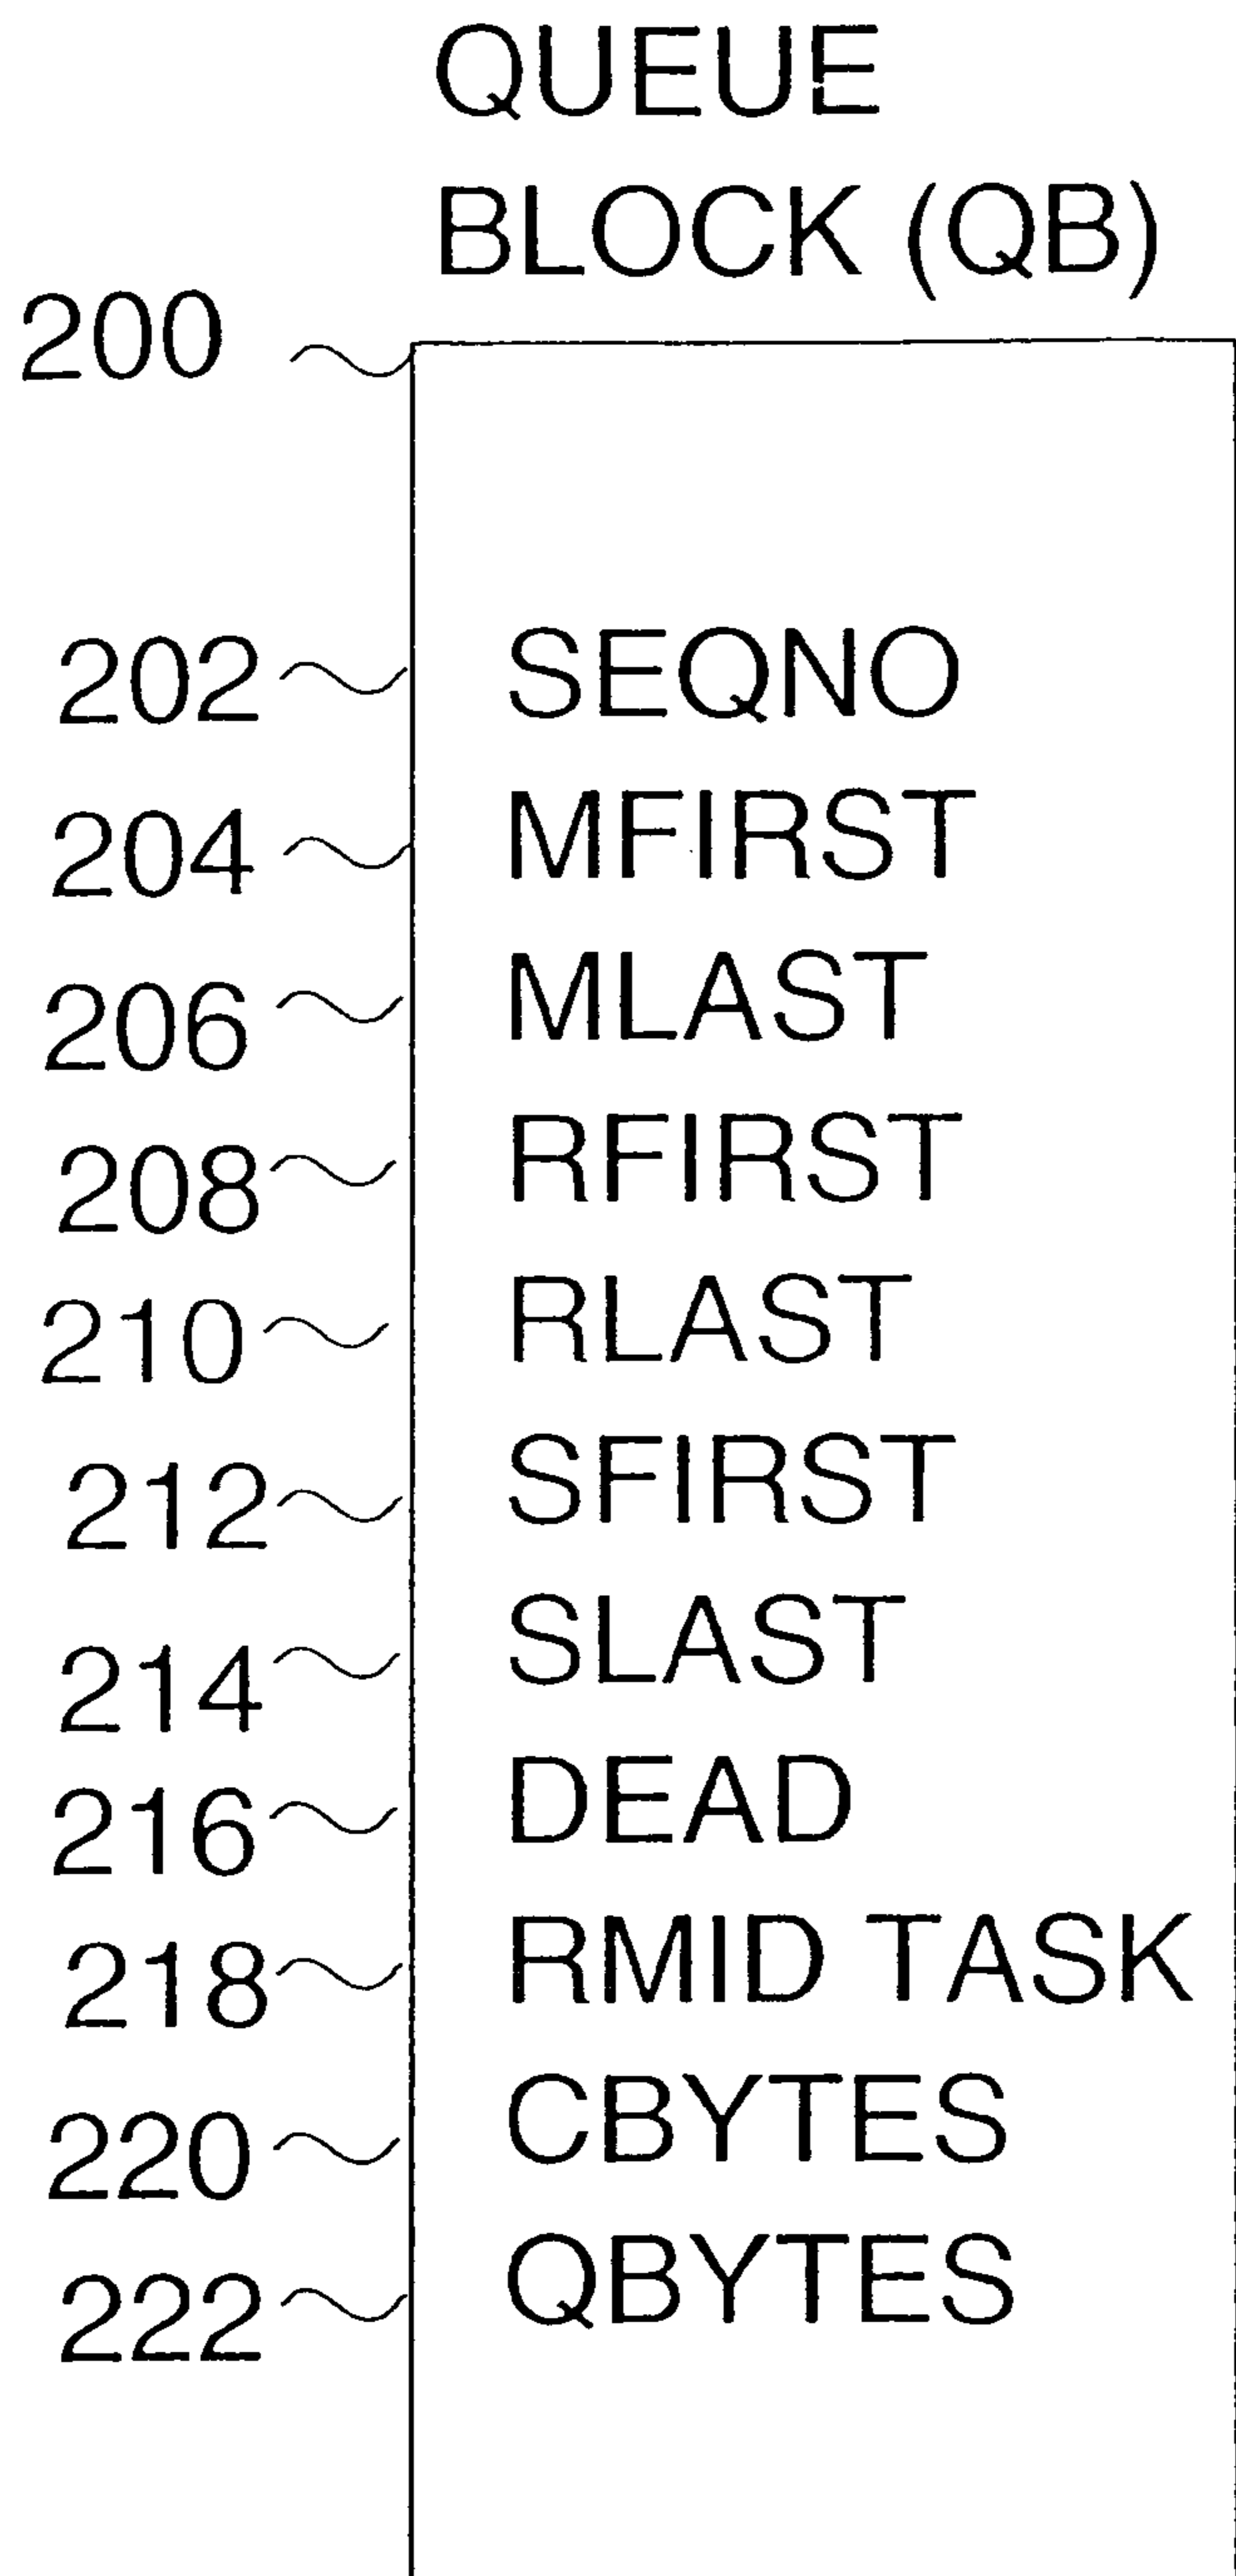 QUEUE
BLOCK (QB)
200
202 SEQNO
204 MFIRST
206 MLAST
208 RFIRST
210 RLAST
212 SFIRST
214 SLAST
216 DEAD
218 RMID TASK
220 CBYTES
222 QBYTES